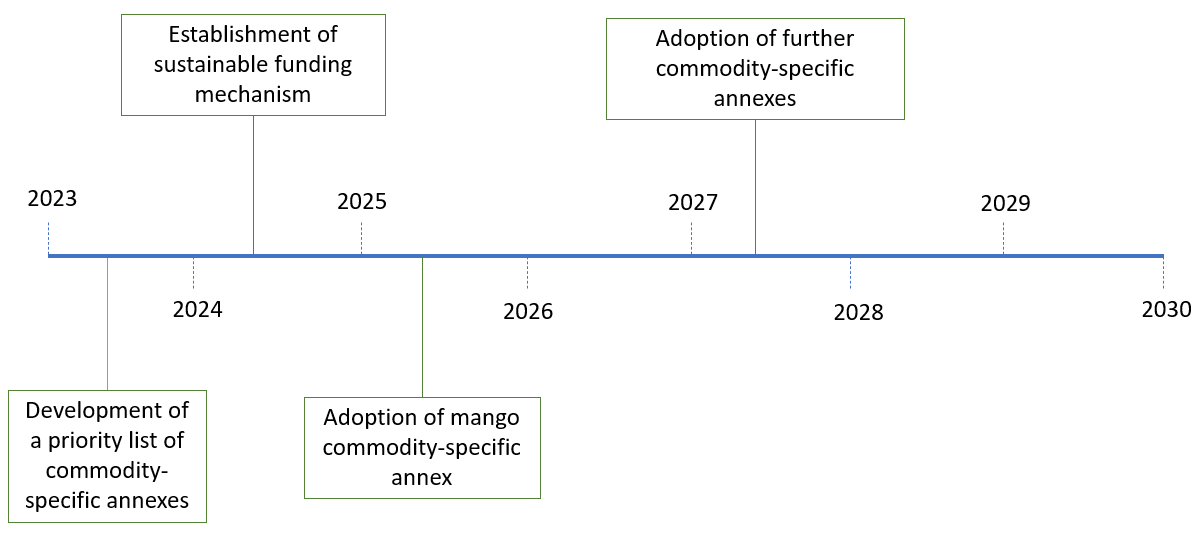 Establishment of
sustainable funding
mechanism
Adoption of further
commodity-specific
annexes
2023
2025
2027
2029
2024
2026
2028
2030
Development of
a priority list of
commodity-
specific annexes
Adoption of mango
commodity-specific
annex